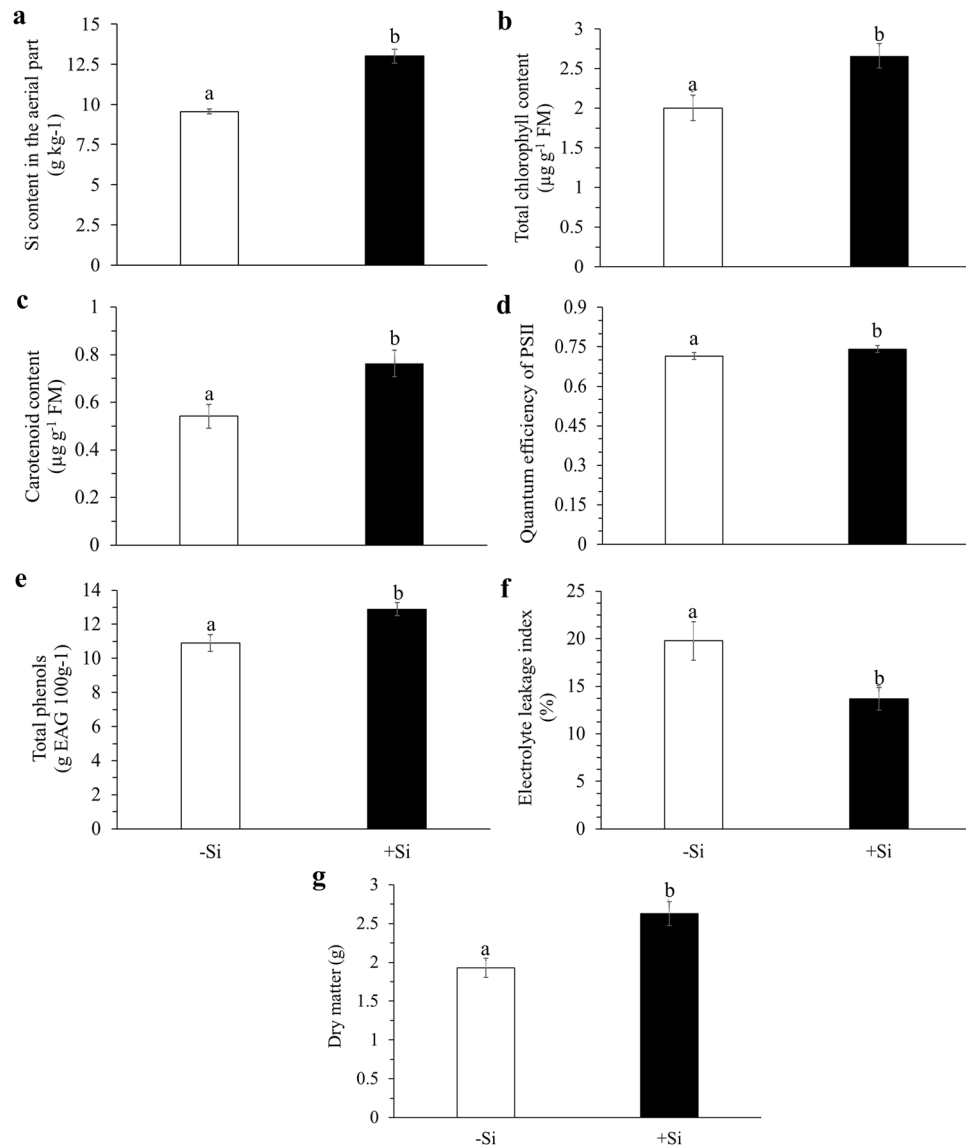 a
Si content in the aerial part
(g kg-1)
15
12.5
10
7.5
5
2.5
0
a
b
b
Total chlorophyll content
(µg g-1 FM)
3
2.5
2
1.5
1
0.5
0
a
b
c
Carotenoid content
(µg g-1 FM)
1
0.8
0.6
0.4
0.2
0
a
b
d
Quantum efficiency of PSII
0.9
0.75
0.6
0.45
0.3
0.15
0
a
b
e
Total phenols
(g EAG 100g-1)
14
12
10
8
6
4
2
0
a
b
-Si
+Si
f
Electrolyte leakage index
(%)
25
20
15
10
5
0
a
b
-Si
+Si
g
Dry matter (g)
3
2.5
2
1.5
1
0.5
0
a
b
-Si
+Si